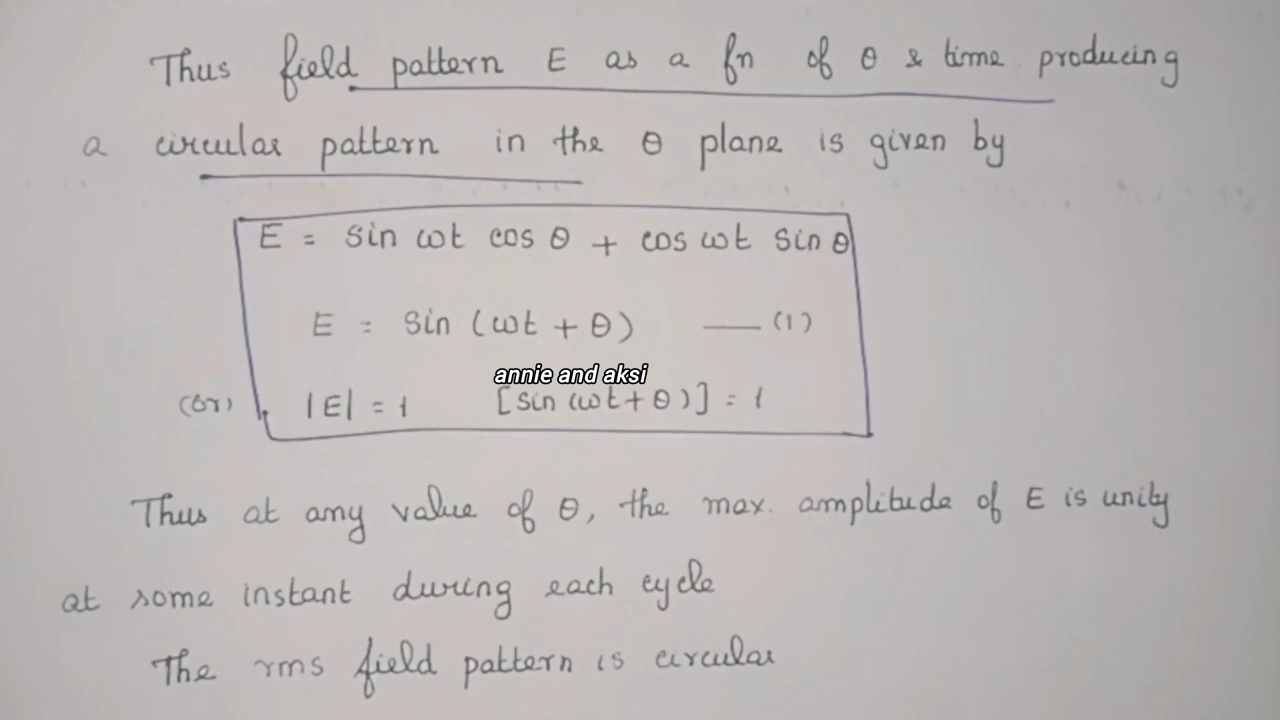 Thus field pattern E as a fn of θ & time producing
a circular pattern in the θ plane is given by
E = sin ωt cos θ + cos ωt sin θ
E = sin (ωt + θ) —— (1)
annie and aksi
(or) |E| = 1 [sin (ωt + θ)] = 1
Thus at any value of θ, the max. amplitude of E is unity
at some instant during each cycle
The rms field pattern is circular